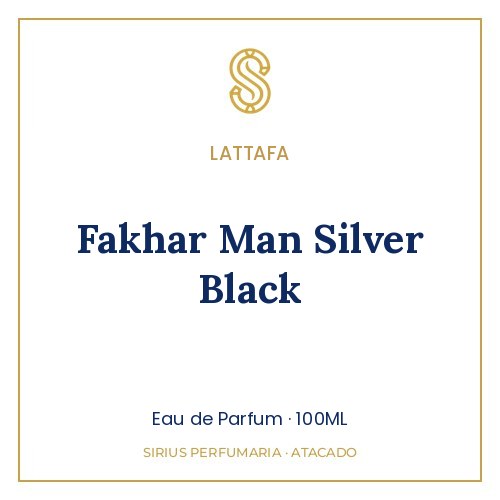 LATTAFA
Fakhar Man Silver
Black
Eau de Parfum · 100ML
SIRIUS PERFUMARIA · ATACADO